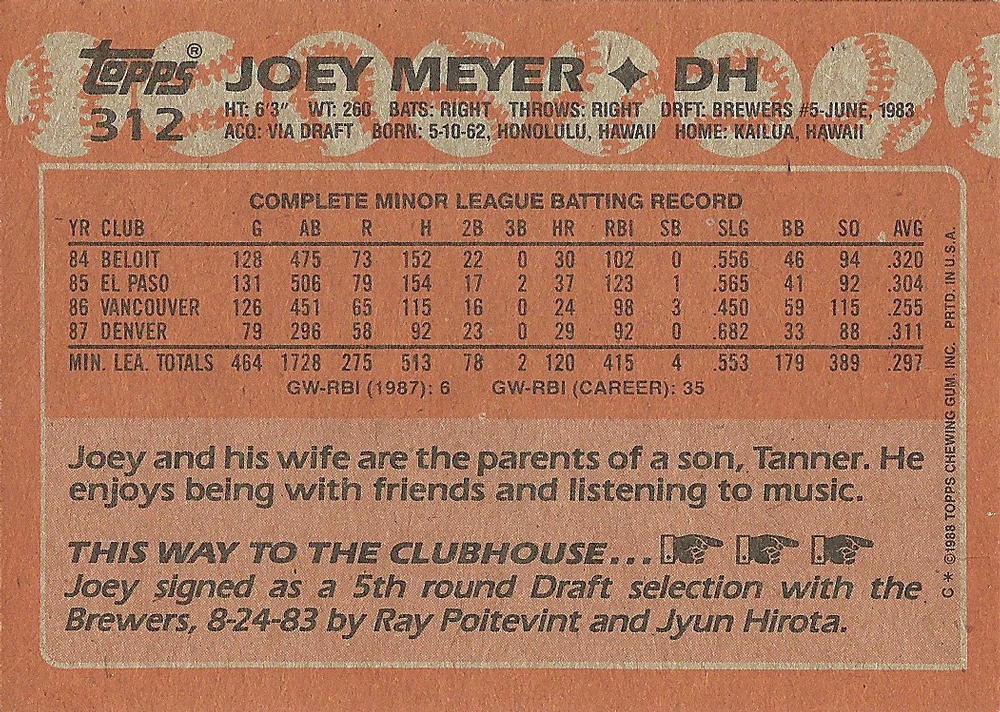 Topps® JOEY MEYER ✦ DH
312 HT: 6'3" WT: 260 BATS: RIGHT THROWS: RIGHT DRFT: BREWERS #5-JUNE, 1983
ACQ: VIA DRAFT BORN: 5-10-62, HONOLULU, HAWAII HOME: KAILUA, HAWAII
COMPLETE MINOR LEAGUE BATTING RECORD
YR CLUB G AB R H 2B 3B HR RBI SB SLG BB SO AVG
84 BELOIT 128 475 73 152 22 0 30 102 0 .556 46 94 .320
85 EL PASO 131 506 79 154 17 2 37 123 1 .565 41 92 .304
86 VANCOUVER 126 451 65 115 16 0 24 98 3 .450 59 115 .255
87 DENVER 79 296 58 92 23 0 29 92 0 .682 33 88 .311
MIN. LEA. TOTALS 464 1728 275 513 78 2 120 415 4 .553 179 389 .297
GW-RBI (1987): 6 GW-RBI (CAREER): 35
Joey and his wife are the parents of a son, Tanner. He
enjoys being with friends and listening to music.
THIS WAY TO THE CLUBHOUSE...
Joey signed as a 5th round Draft selection with the
Brewers, 8-24-83 by Ray Poitevint and Jyun Hirota.
C * ©1988 TOPPS CHEWING GUM, INC. PRTD. IN U.S.A.